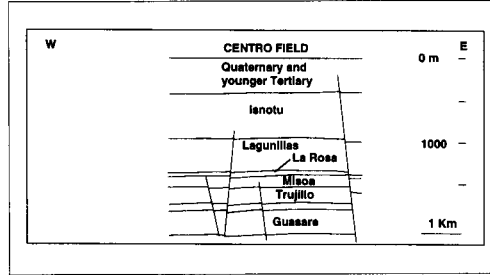 W
E
CENTRO FIELD
0 m
Quaternary and
younger Tertiary
Isnotu
Lagunillas
1000
La Rosa
Misoa
Trujillo
Guasare
1 Km